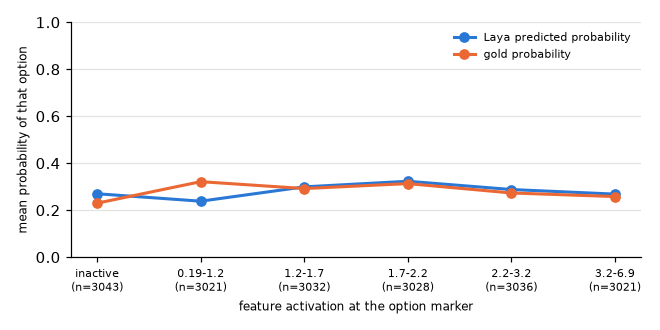 1.0
0.8
0.6
0.4
0.2
0.0
mean probability of that option
Laya predicted probability
gold probability
inactive
(n=3043)
0.19-1.2
(n=3021)
1.2-1.7
(n=3032)
1.7-2.2
(n=3028)
2.2-3.2
(n=3036)
3.2-6.9
(n=3021)
feature activation at the option marker